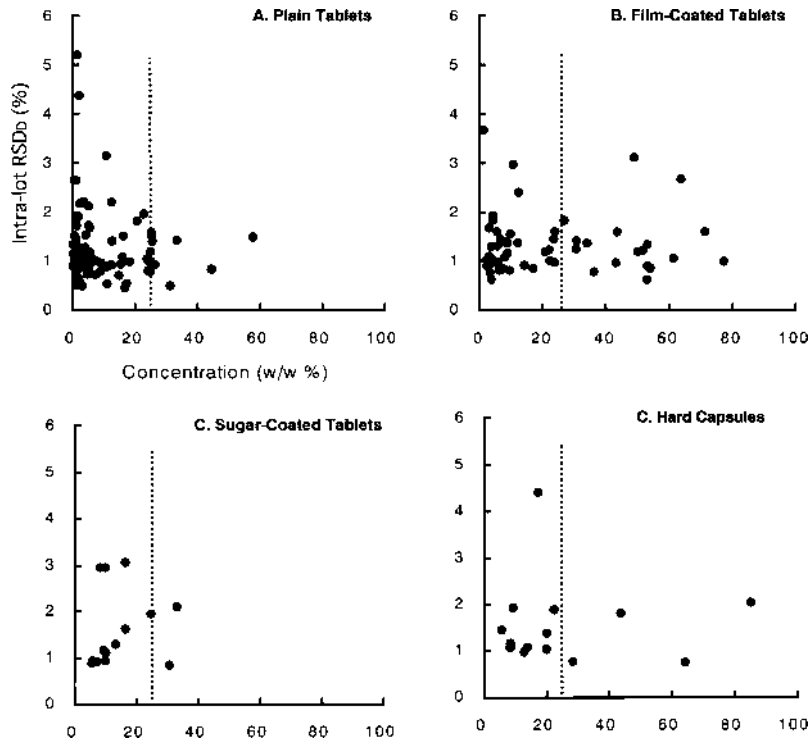 A. Plain Tablets
Intra-lot RSDD (%)
6
5
4
3
2
1
0
0 20 40 60 80 100
Concentration (w/w %)
B. Film-Coated Tablets
6
5
4
3
2
1
0
0 20 40 60 80 100
C. Sugar-Coated Tablets
6
5
4
3
2
1
0
0 20 40 60 80 100
C. Hard Capsules
6
5
4
3
2
1
0
0 20 40 60 80 100